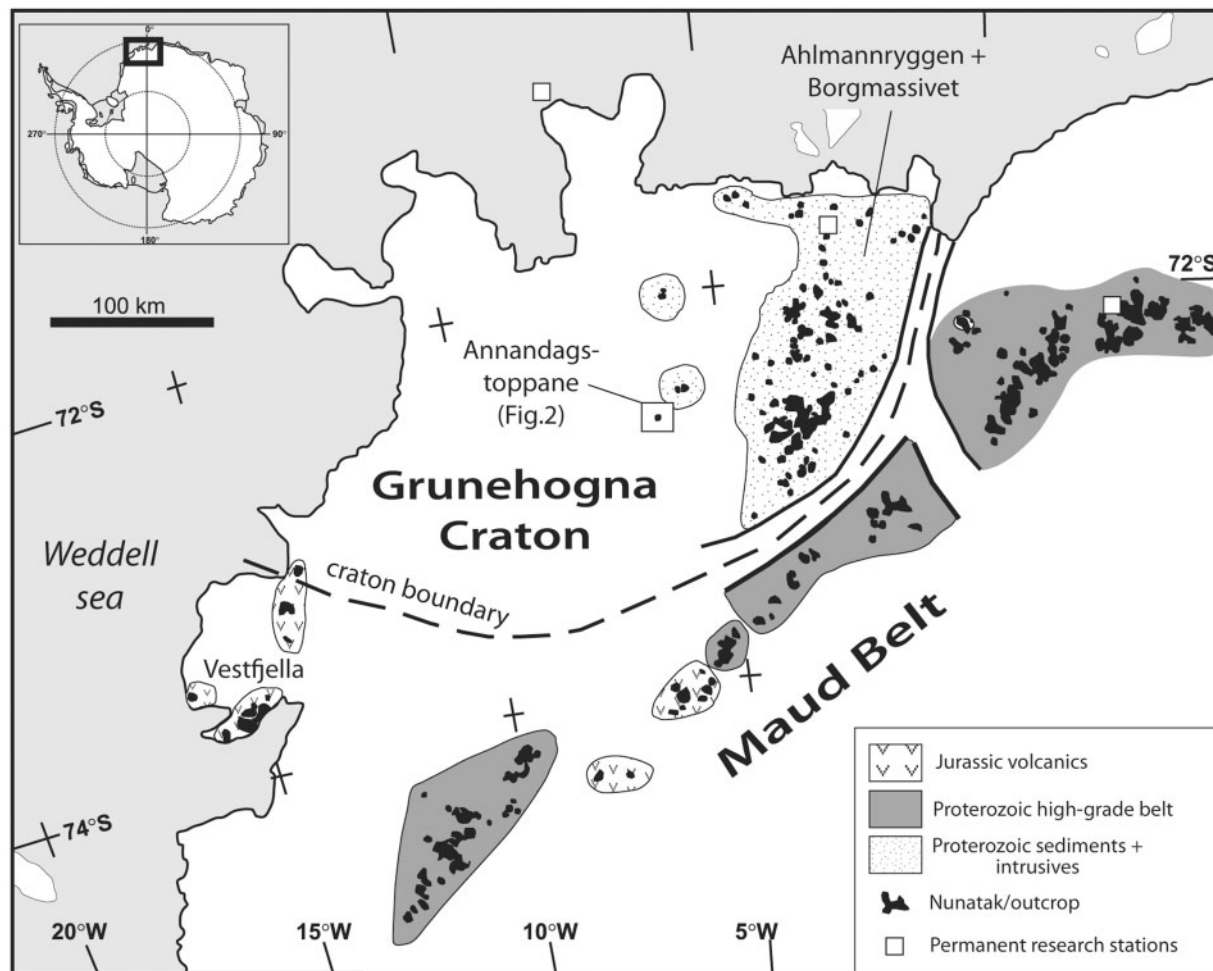 0°
270°
90°
180°
Ahlmannryggen +
Borgmassivet
100 km
72°S
Annandags-
toppane
(Fig.2)
72°S
Grunehogna
Craton
Weddell
sea
craton boundary
Vestfjella
Maud Belt
74°S
20°W
15°W
10°W
5°W
Jurassic volcanics
Proterozoic high-grade belt
Proterozoic sediments +
intrusives
Nunatak/outcrop
Permanent research stations